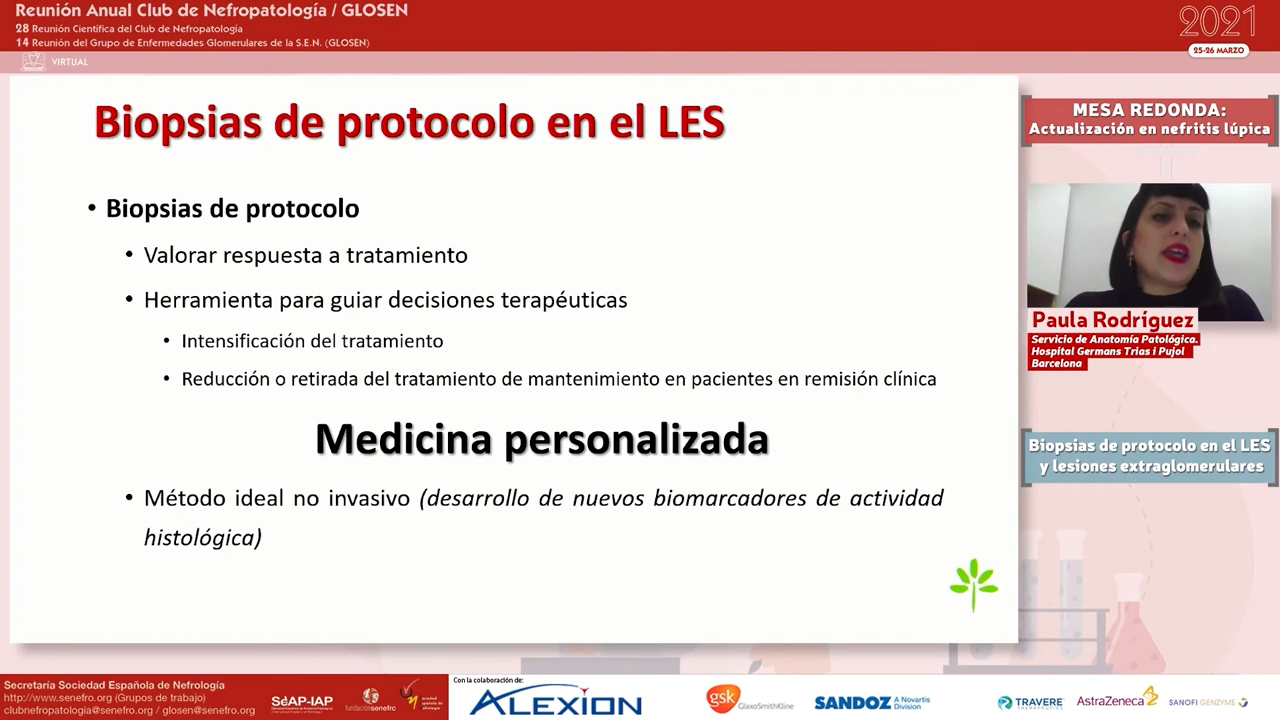 Reunión Anual Club de Nefropatología / GLOSEN
28 Reunión Científica del Club de Nefropatología
14 Reunión del Grupo de Enfermedades Glomerulares de la S.E.N. (GLOSEN)
VIRTUAL
2021
25-26 MARZO
Biopsias de protocolo en el LES
• Biopsias de protocolo
• Valorar respuesta a tratamiento
• Herramienta para guiar decisiones terapéuticas
• Intensificación del tratamiento
• Reducción o retirada del tratamiento de mantenimiento en pacientes en remisión clínica
Medicina personalizada
• Método ideal no invasivo (desarrollo de nuevos biomarcadores de actividad
histológica)
MESA REDONDA:
Actualización en nefritis lúpica
Paula Rodríguez
Servicio de Anatomía Patológica.
Hospital Germans Trias i Pujol
Barcelona
Biopsias de protocolo en el LES
y lesiones extraglomerulares
Secretaría Sociedad Española de Nefrología
http://www.senefro.org (Grupos de trabajo)
clubnefropatologia@senefro.org / glosen@senefro.org
SEAP-IAP
fundaciónsenefro
Con la colaboración de:
ALEXION
gsk
GlaxoSmithKline
SANDOZ A Novartis
Division
TRAVERE
THERAPEUTICS
AstraZeneca
SANOFI GENZYME